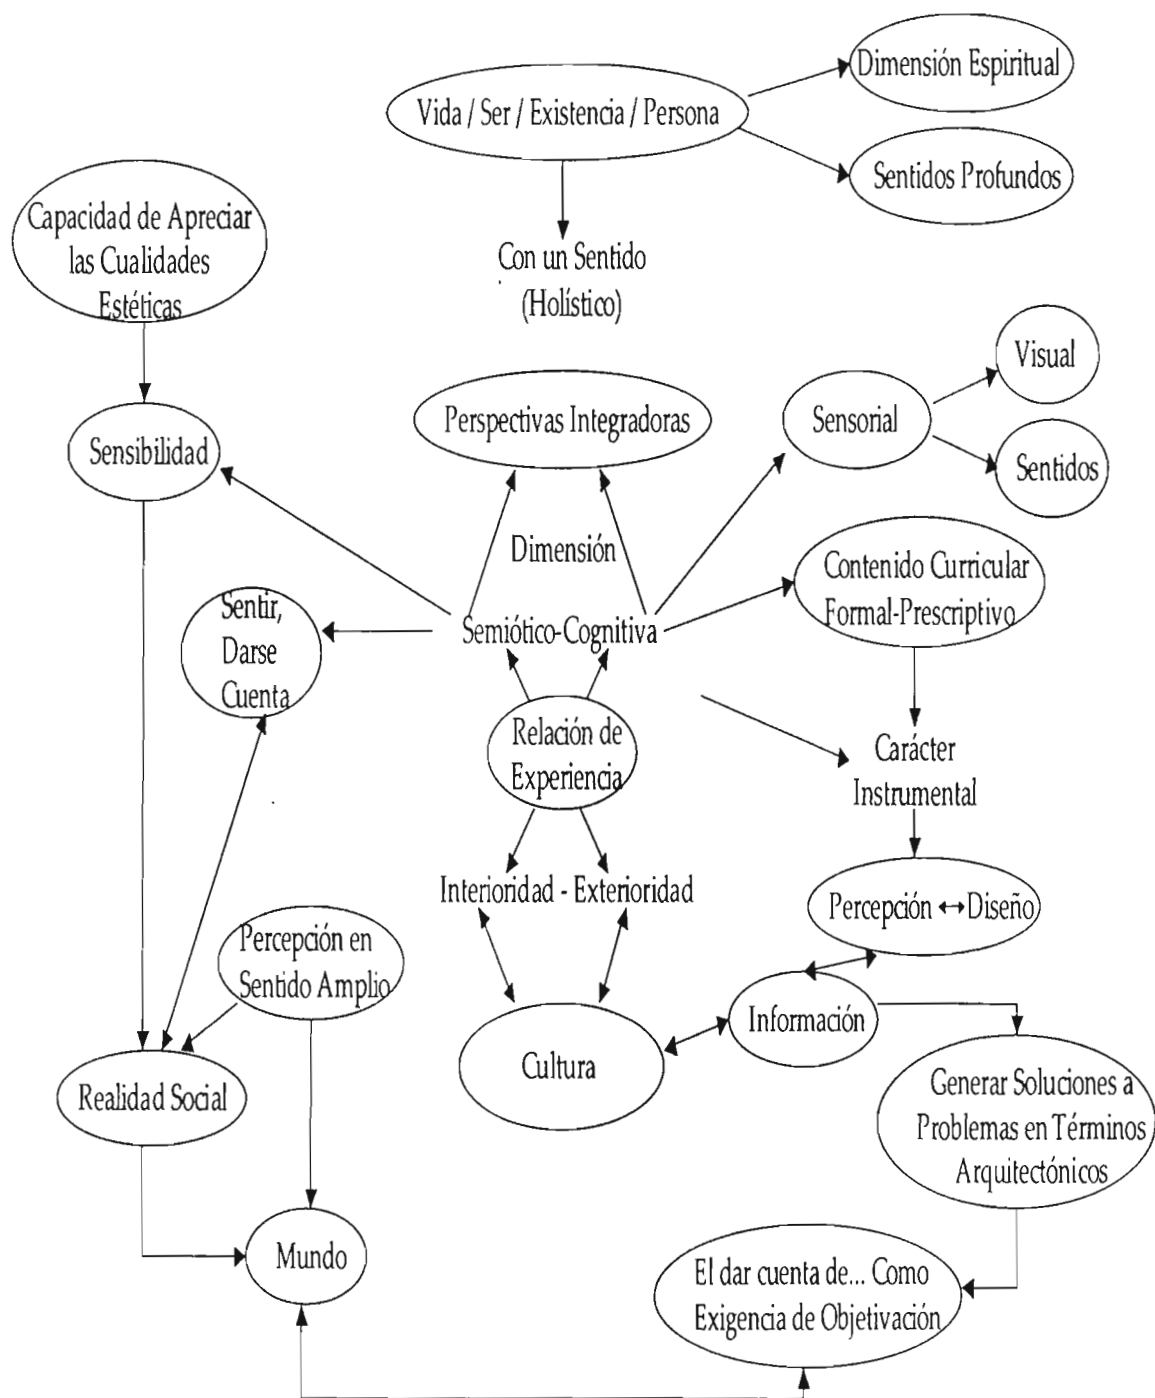 Dimensión Espiritual
Vida / Ser / Existencia / Persona
Sentidos Profundos
Capacidad de Apreciar
las Cualidades
Estéticas
Con un Sentido
(Holístico)
Visual
Perspectivas Integradoras
Sensorial
Sensibilidad
Sentidos
Dimensión
Semiótico-Cognitiva
Contenido Curricular
Formal-Prescriptivo
Sentir,
Darse
Cuenta
Relación de
Experiencia
Carácter
Instrumental
Interioridad - Exterioridad
Percepción ↔ Diseño
Percepción en
Sentido Amplio
Información
Cultura
Realidad Social
Generar Soluciones a
Problemas en Términos
Arquitectónicos
Mundo
El dar cuenta de... Como
Exigencia de Objetivación